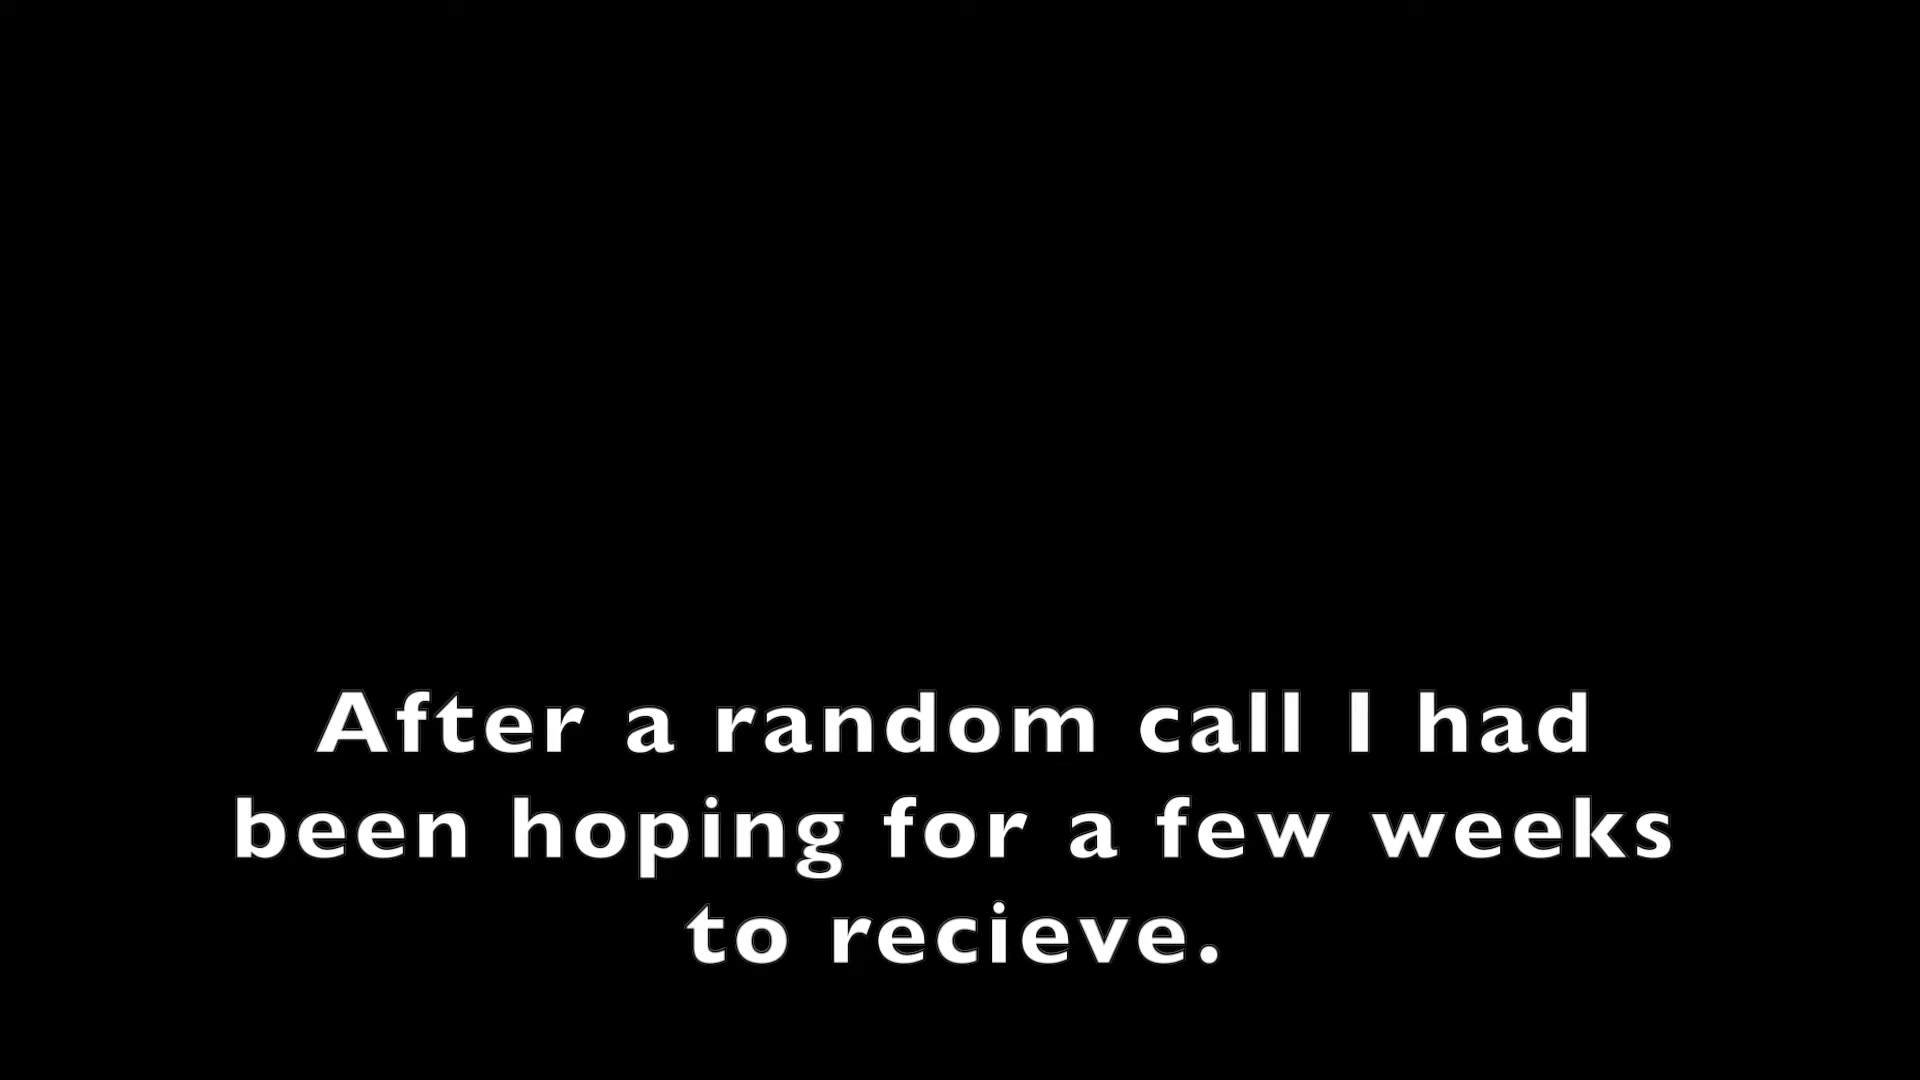 After a random call I had
been hoping for a few weeks
to recieve.